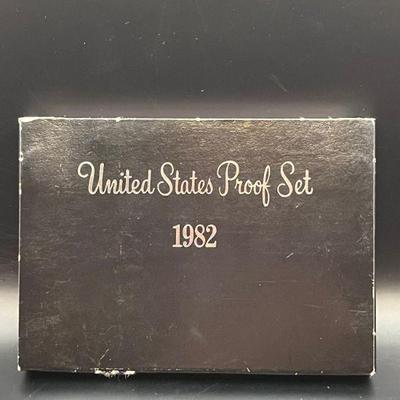 United States Proof Set
1982